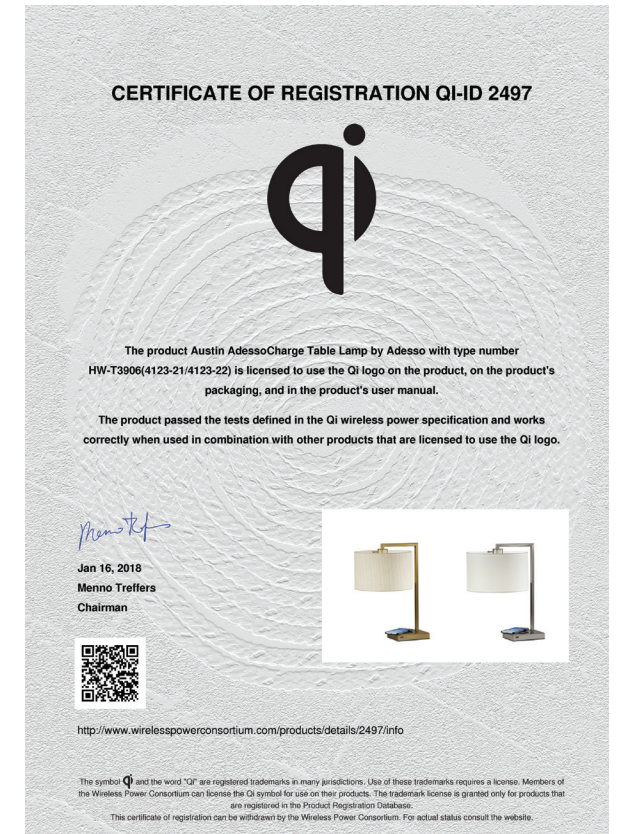 CERTIFICATE OF REGISTRATION QI-ID 2497
The product Austin AdessoCharge Table Lamp by Adesso with type number
HW-T3906(4123-21/4123-22) is licensed to use the Qi logo on the product, on the product's
packaging, and in the product's user manual.
The product passed the tests defined in the Qi wireless power specification and works
correctly when used in combination with other products that are licensed to use the Qi logo.
Jan 16, 2018
Menno Treffers
Chairman
http://www.wirelesspowerconsortium.com/products/details/2497/info
The symbol qi and the word "Qi" are registered trademarks in many jurisdictions. Use of these trademarks requires a license. Members of
the Wireless Power Consortium can license the Qi symbol for use on their products. The trademark license is granted only for products that
are registered in the Product Registration Database.
This certificate of registration can be withdrawn by the Wireless Power Consortium. For actual status consult the website.